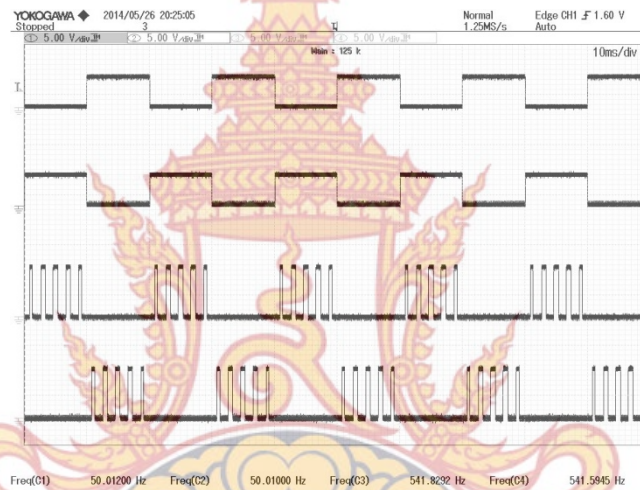 YOKOGAWA ◆ 2014/05/26 20:25:05 Normal Edge CH1 1.60 V
Stopped 3 1.25MS/s Auto
1 5.00 V/div 2 5.00 V/div 5.00 V/div 5.00 V/div
Main : 125 k
10ms/div
Freq(C1) 50.01200 Hz Freq(C2) 50.01000 Hz Freq(C3) 541.8292 Hz Freq(C4) 541.5945 Hz